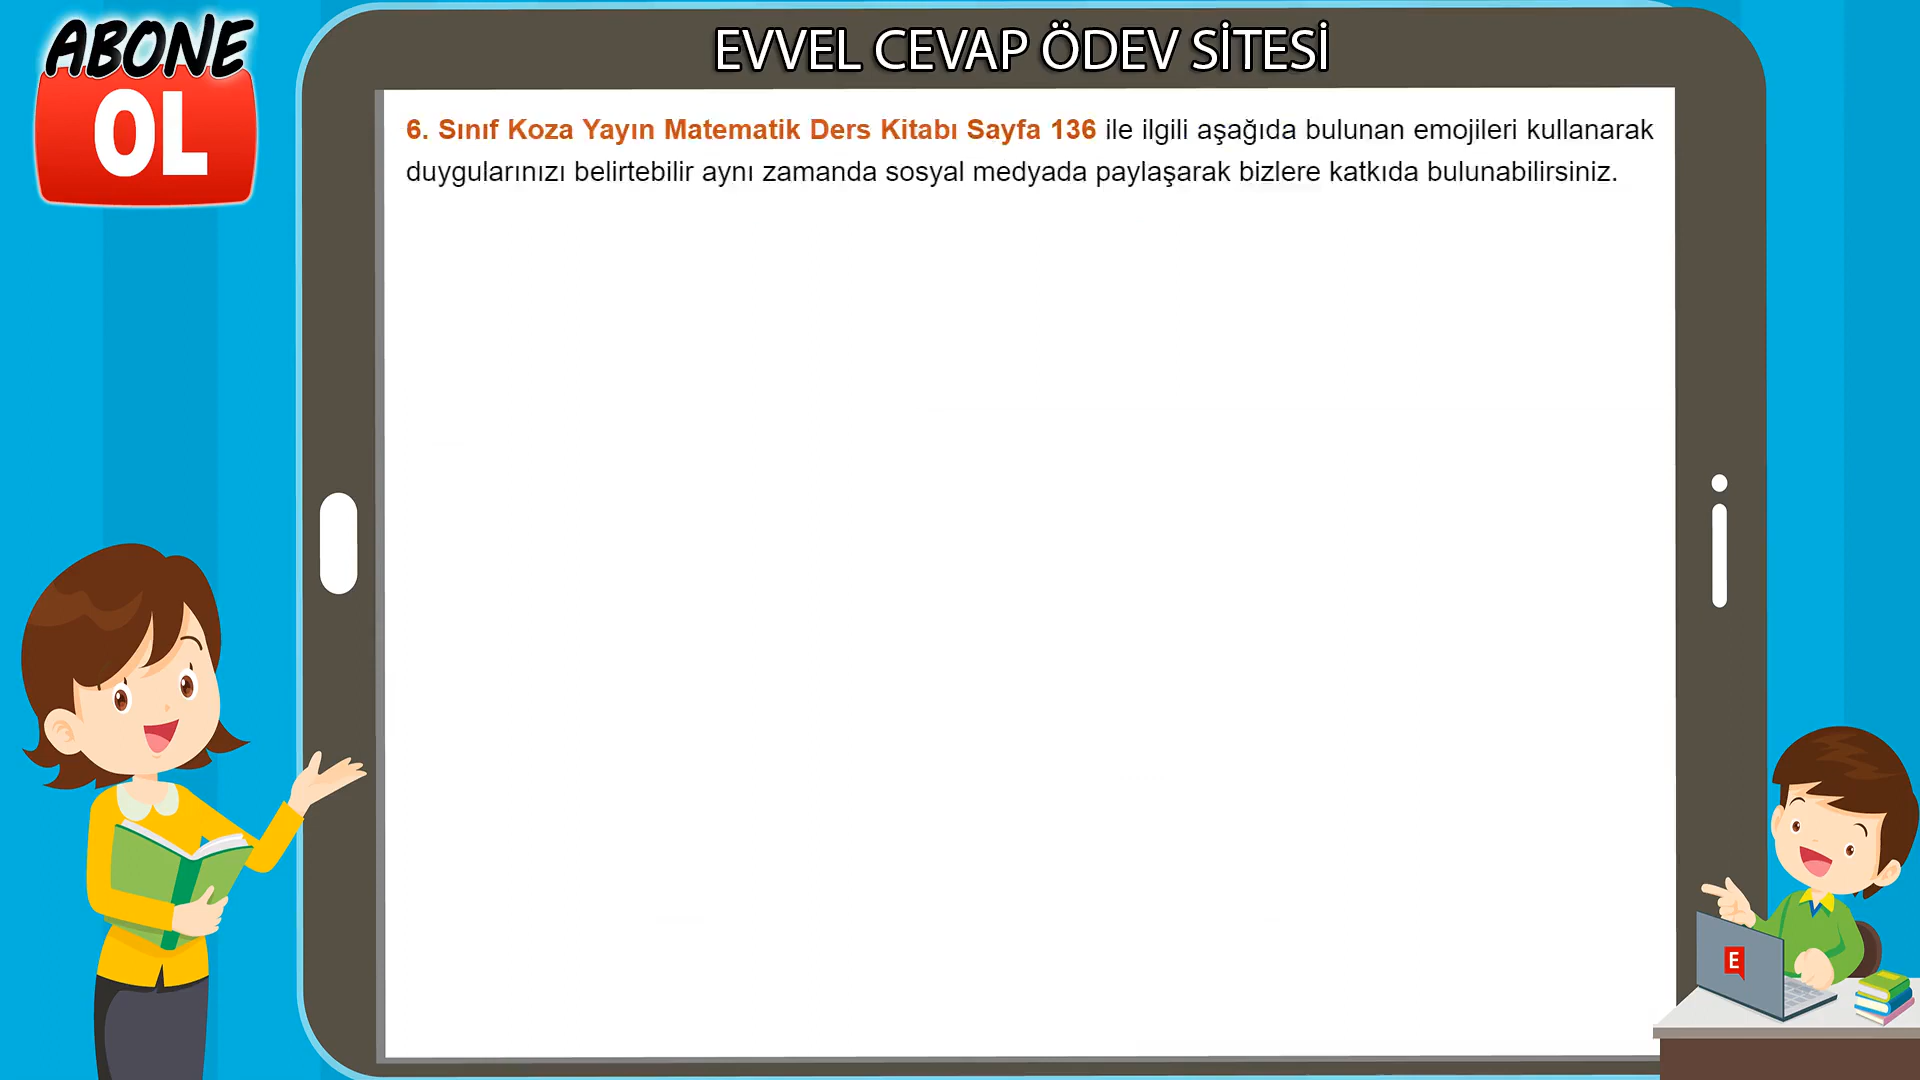 ABONE
OL
EVVEL CEVAP ÖDEV SİTESİ
6. Sınıf Koza Yayın Matematik Ders Kitabı Sayfa 136 ile ilgili aşağıda bulunan emojileri kullanarak
duygularınızı belirtebilir aynı zamanda sosyal medyada paylaşarak bizlere katkıda bulunabilirsiniz.
E